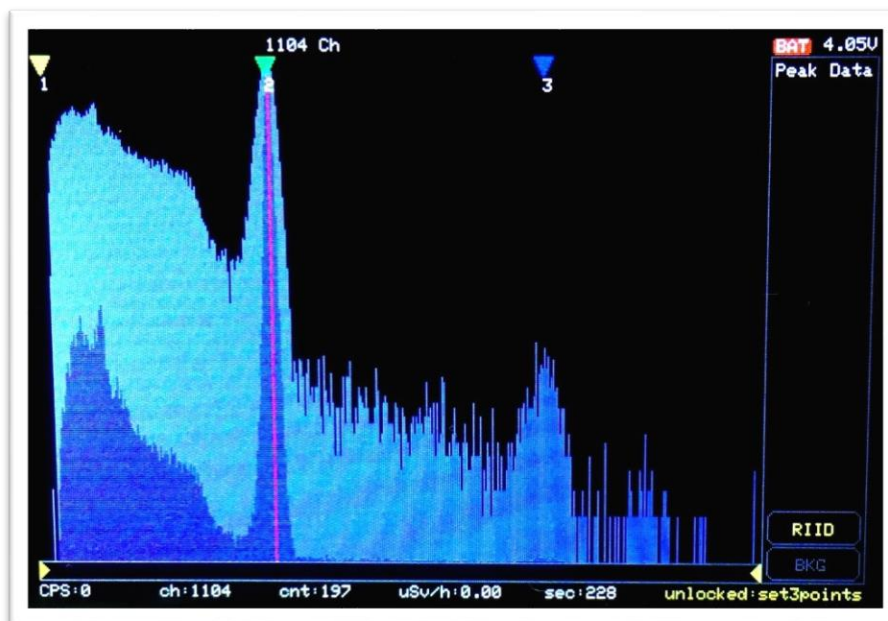 1104 Ch
BAT 4.05V
Peak Data
1
2
3
RIID
BKG
CPS:0 ch:1104 cnt:197 uSv/h:0.00 sec:228 unlocked:set3points